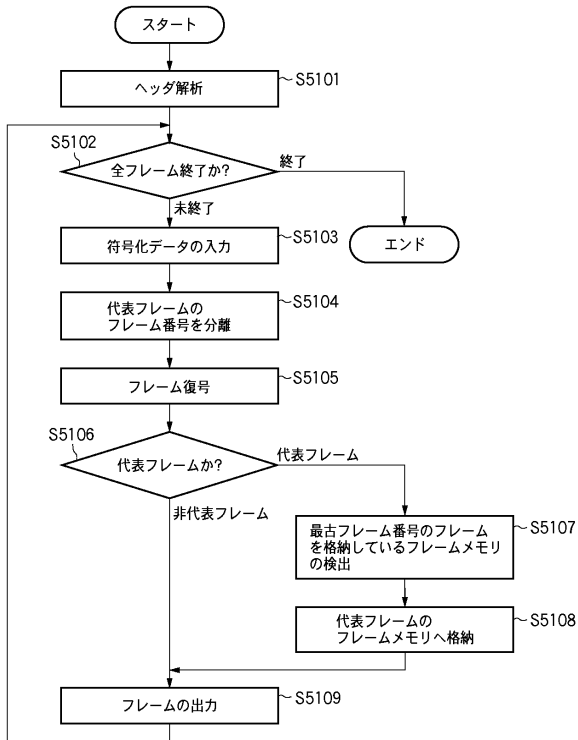 スタート
ヘッダ解析
S5101
S5102
全フレーム終了か?
終了
未終了
符号化データの入力
S5103
エンド
代表フレームの
フレーム番号を分離
S5104
フレーム復号
S5105
S5106
代表フレームか?
代表フレーム
非代表フレーム
最古フレーム番号のフレーム
を格納しているフレームメモリ
の検出
S5107
代表フレームの
フレームメモリへ格納
S5108
フレームの出力
S5109